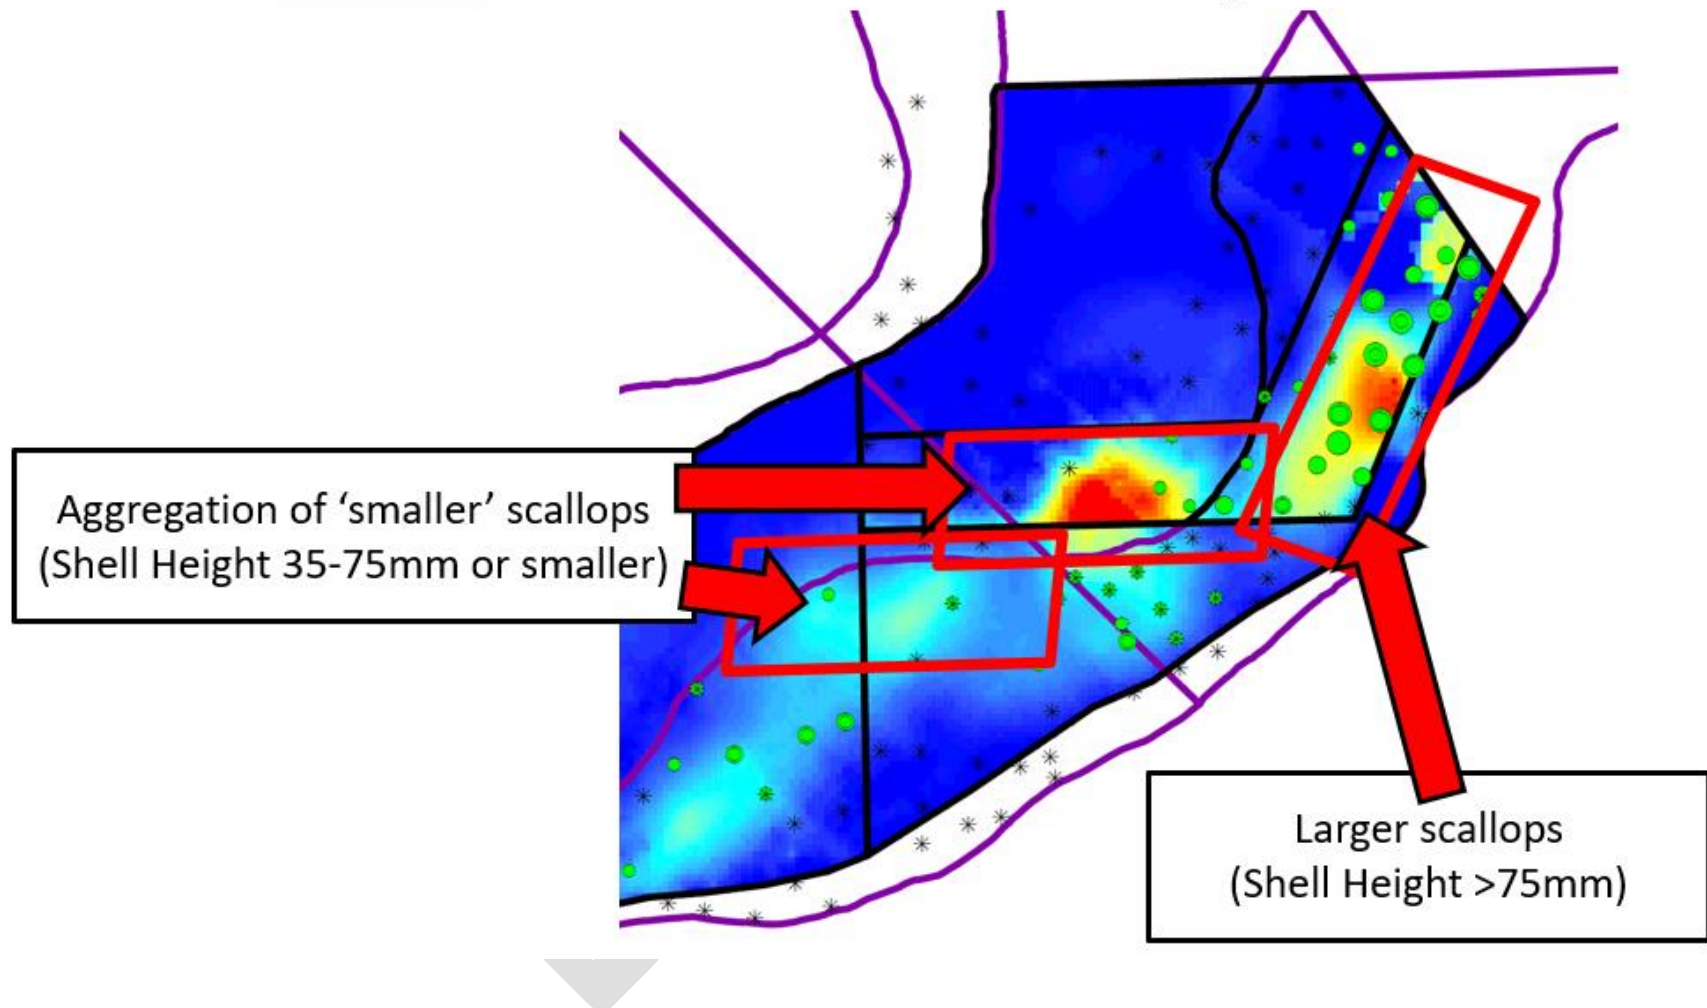 Aggregation of ‘smaller’ scallops
(Shell Height 35-75mm or smaller)
Larger scallops
(Shell Height >75mm)